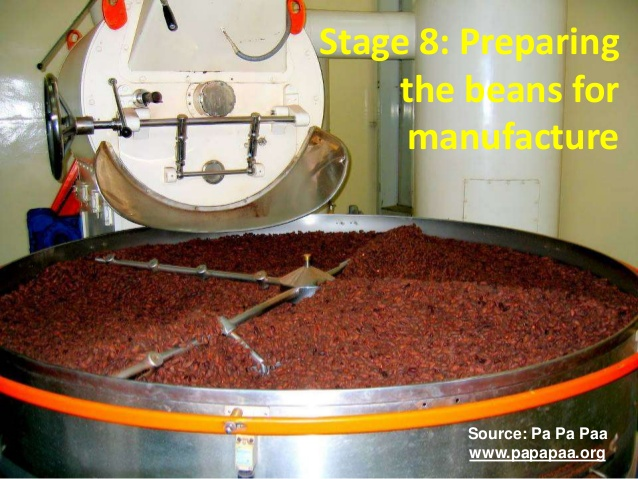 Stage 8: Preparing
the beans for
manufacture
Source: Pa Pa Paa
www.papapaa.org